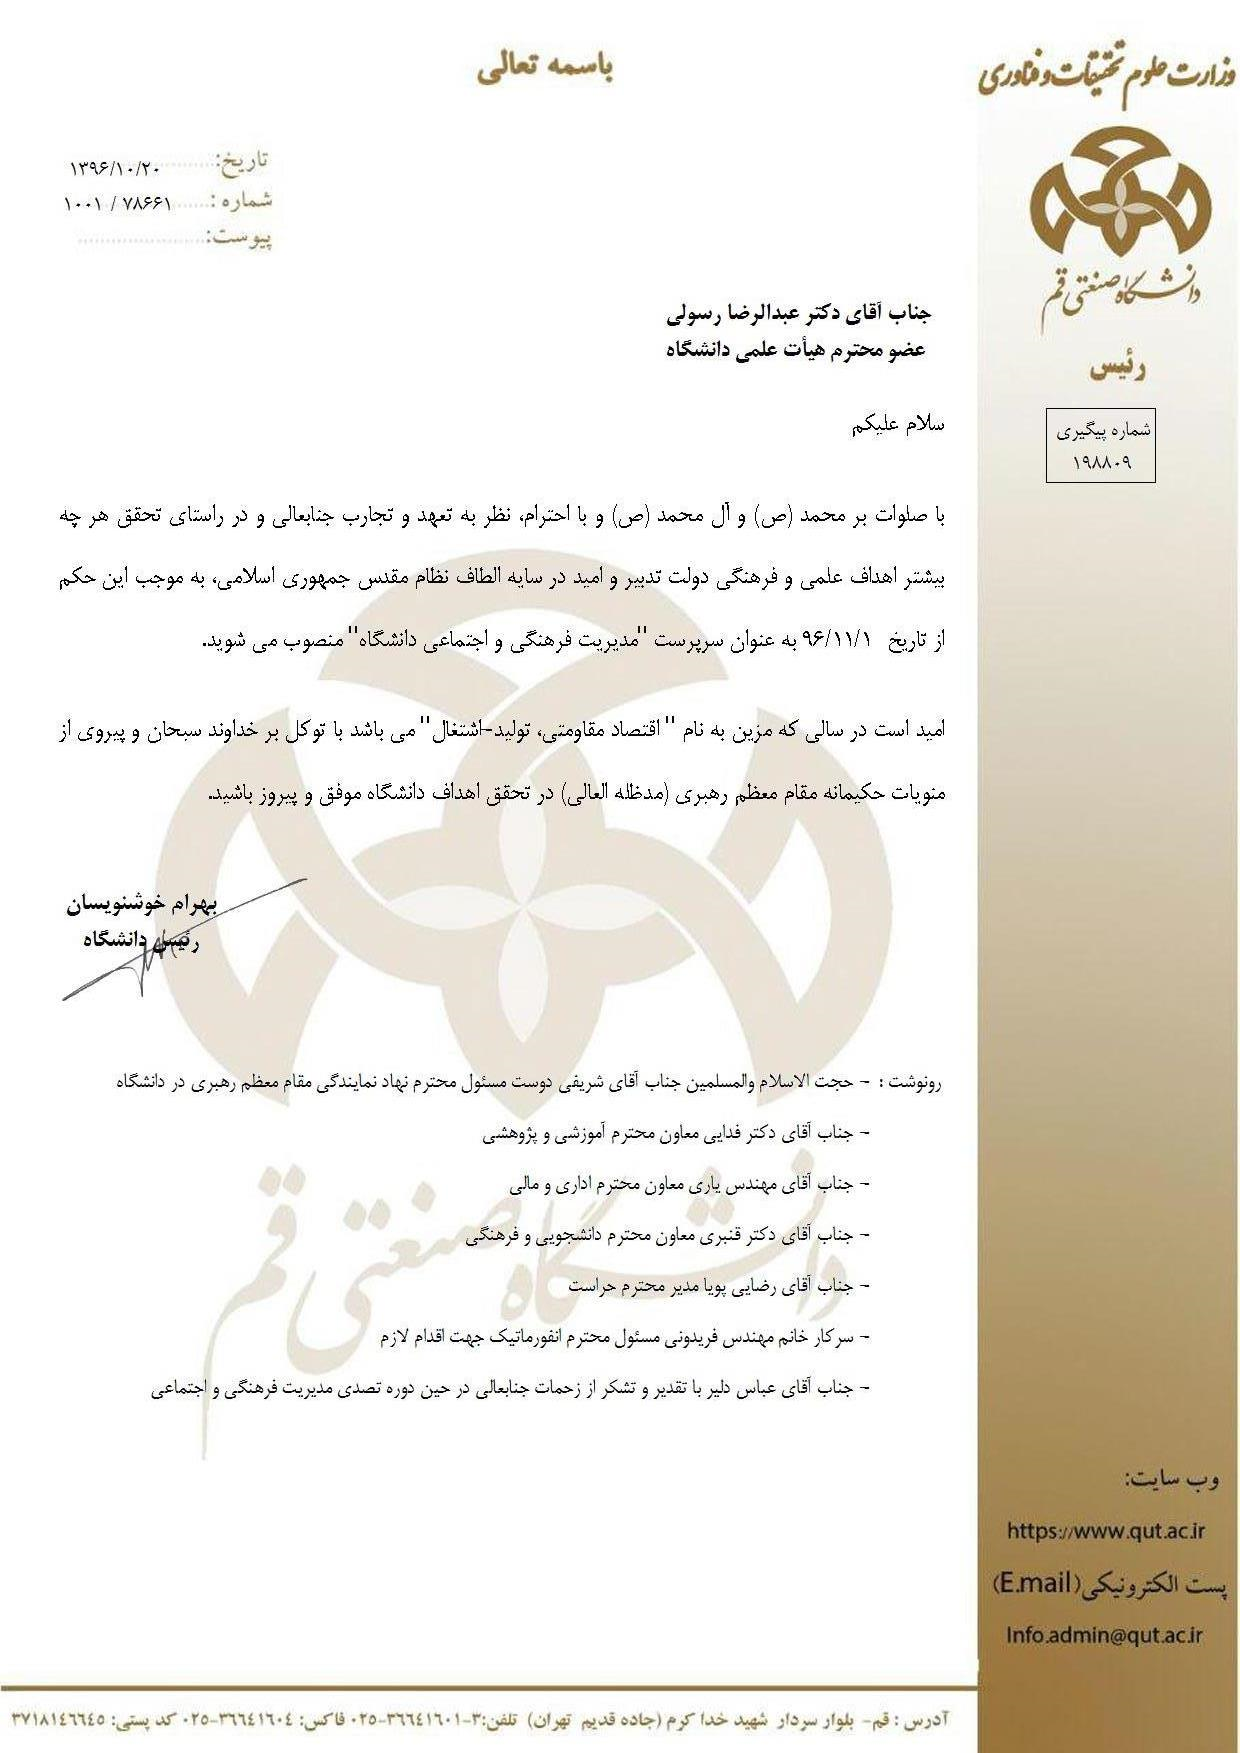 باسمه تعالی
وزارت علوم تحقیقات و فناوری
دانشگاه صنعتی قم
رئیس
شماره پیگیری
۱۹۸۸۰۹
تاریخ: ۱۳۹۶/۱۰/۲۰
شماره : ۷۸۶۶۱ / ۱۰۰۱
پیوست:
جناب آقای دکتر عبدالرضا رسولی
عضو محترم هیأت علمی دانشگاه
سلام علیکم
با صلوات بر محمد (ص) و آل محمد (ص) و با احترام، نظر به تعهد و تجارب جنابعالی و در راستای تحقق هر چه
بیشتر اهداف علمی و فرهنگی دولت تدبیر و امید در سایه الطاف نظام مقدس جمهوری اسلامی، به موجب این حکم
از تاریخ ۹۶/۱۱/۱ به عنوان سرپرست "مدیریت فرهنگی و اجتماعی دانشگاه" منصوب می شوید.
امید است در سالی که مزین به نام " اقتصاد مقاومتی، تولید-اشتغال" می باشد با توکل بر خداوند سبحان و پیروی از
منویات حکیمانه مقام معظم رهبری (مدظله العالی) در تحقق اهداف دانشگاه موفق و پیروز باشید.
بهرام خوشنویسان
رئیس دانشگاه
رونوشت : - حجت الاسلام والمسلمین جناب آقای شریفی دوست مسئول محترم نهاد نمایندگی مقام معظم رهبری در دانشگاه
- جناب آقای دکتر فدایی معاون محترم آموزشی و پژوهشی
- جناب آقای مهندس یاری معاون محترم اداری و مالی
- جناب آقای دکتر قنبری معاون محترم دانشجویی و فرهنگی
- جناب آقای رضایی پویا مدیر محترم حراست
- سرکار خانم مهندس فریدونی مسئول محترم انفورماتیک جهت اقدام لازم
- جناب آقای عباس دلیر با تقدیر و تشکر از زحمات جنابعالی در حین دوره تصدی مدیریت فرهنگی و اجتماعی
دانشگاه صنعتی قم
وب سایت:
https://www.qut.ac.ir
پست الکترونیکی(E.mail)
Info.admin@qut.ac.ir
آدرس : قم- بلوار سردار شهید خدا کرم (جاده قدیم تهران) تلفن:۳-۳۶۶۴۱۶۰۱-۰۲۵ فاکس: ۳۶۶۴۱۶۰۴-۰۲۵ کد پستی: ۳۷۱۸۱۴۶۶۴۵